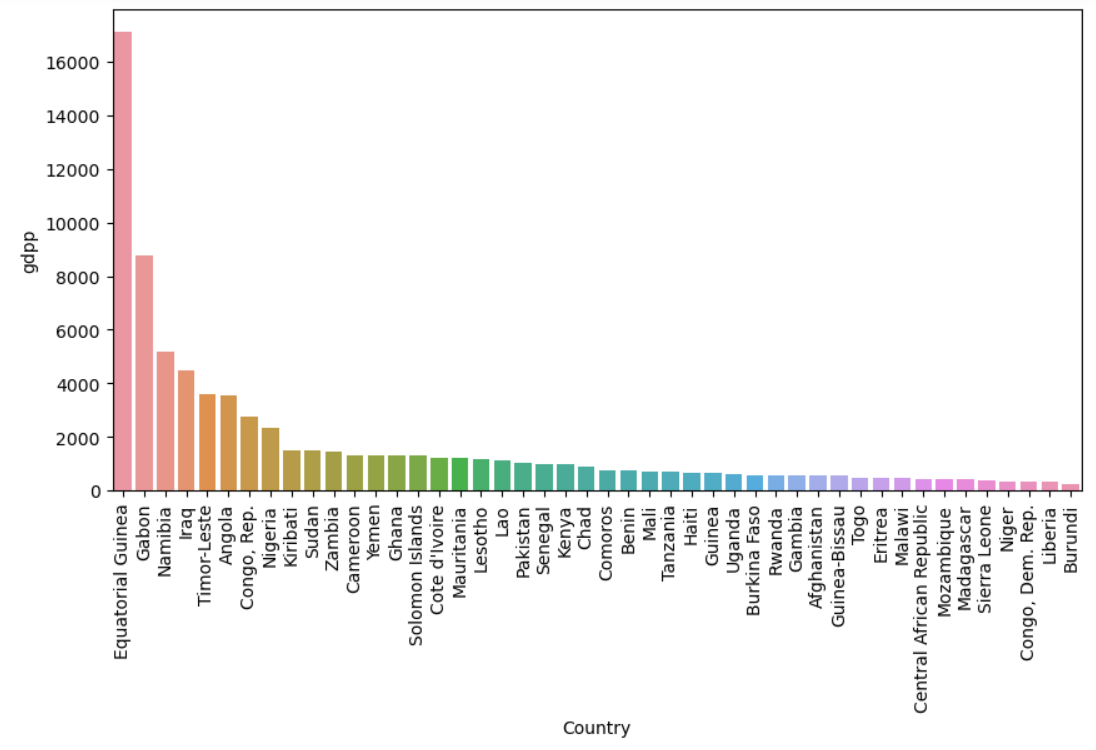 16000
14000
12000
10000
8000
6000
4000
2000
0
gdpp
Equatorial Guinea
Gabon
Namibia
Iraq
Timor-Leste
Angola
Congo, Rep.
Nigeria
Kiribati
Sudan
Zambia
Cameroon
Yemen
Ghana
Solomon Islands
Cote d'Ivoire
Mauritania
Lesotho
Lao
Pakistan
Senegal
Kenya
Chad
Comoros
Benin
Mali
Tanzania
Haiti
Guinea
Uganda
Burkina Faso
Rwanda
Gambia
Afghanistan
Guinea-Bissau
Togo
Eritrea
Malawi
Central African Republic
Mozambique
Madagascar
Sierra Leone
Niger
Congo, Dem. Rep.
Liberia
Burundi
Country